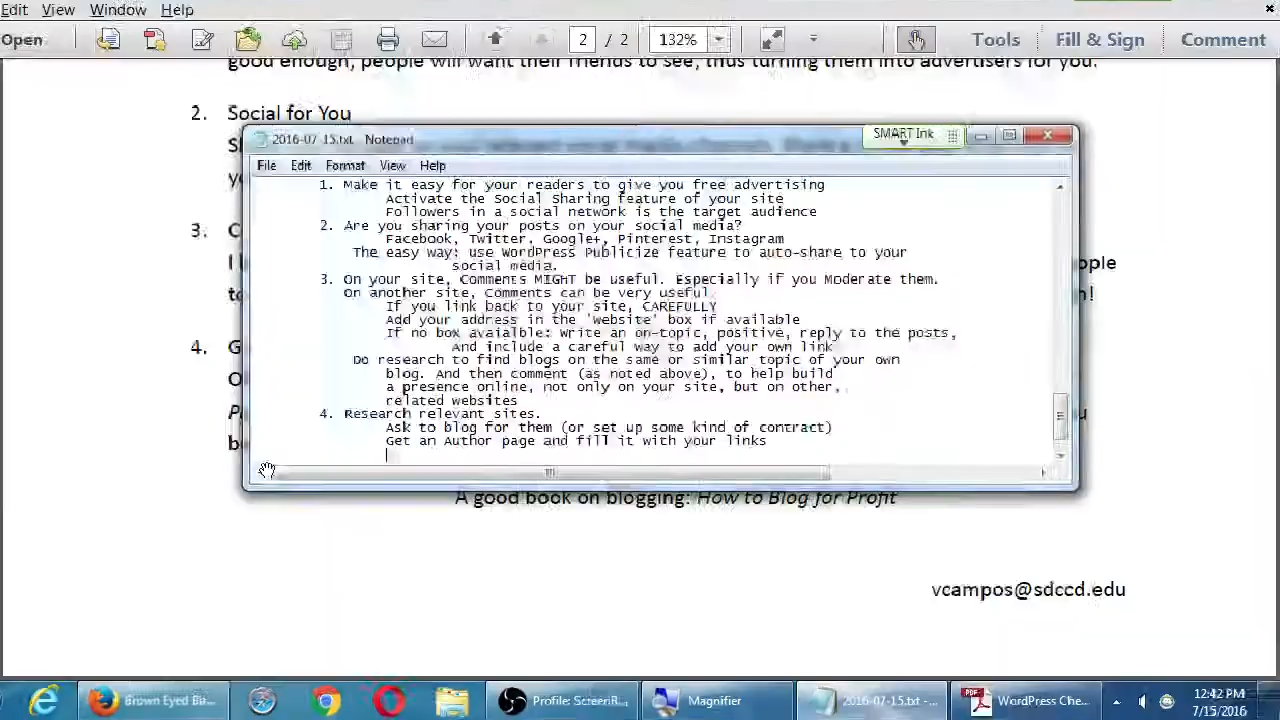 Edit View Window Help ×
Open 2 / 2 132% Tools Fill & Sign Comment
good enough, people will want their friends to see, thus turning them into advertisers for you.
2. Social for You
2016-07-15.txt - Notepad SMART Ink
File Edit Format View Help
1. Make it easy for your readers to give you free advertising
Activate the Social Sharing feature of your site
Followers in a social network is the target audience
2. Are you sharing your posts on your social media?
Facebook, Twitter, Google+, Pinterest, Instagram
The easy way: use WordPress Publicize feature to auto-share to your
social media.
3. On your site, Comments MIGHT be useful. Especially if you Moderate them.
On another site, Comments can be very useful.
If you link back to your site, CAREFULLY
Add your address in the 'website' box if available
If no box avaialble: Write an on-topic, positive, reply to the posts,
And include a careful way to add your own link
Do research to find blogs on the same or similar topic of your own
blog. And then comment (as noted above), to help build
a presence online, not only on your site, but on other,
related websites
4. Research relevant sites.
Ask to blog for them (or set up some kind of contract)
Get an Author page and fill it with your links
3.
4.
A good book on blogging: How to Blog for Profit
vcampos@sdccd.edu
Brown Eyed Bir... Profile: ScreenR... Magnifier 2016-07-15.txt -... WordPress Che... 12:42 PM
7/15/2016